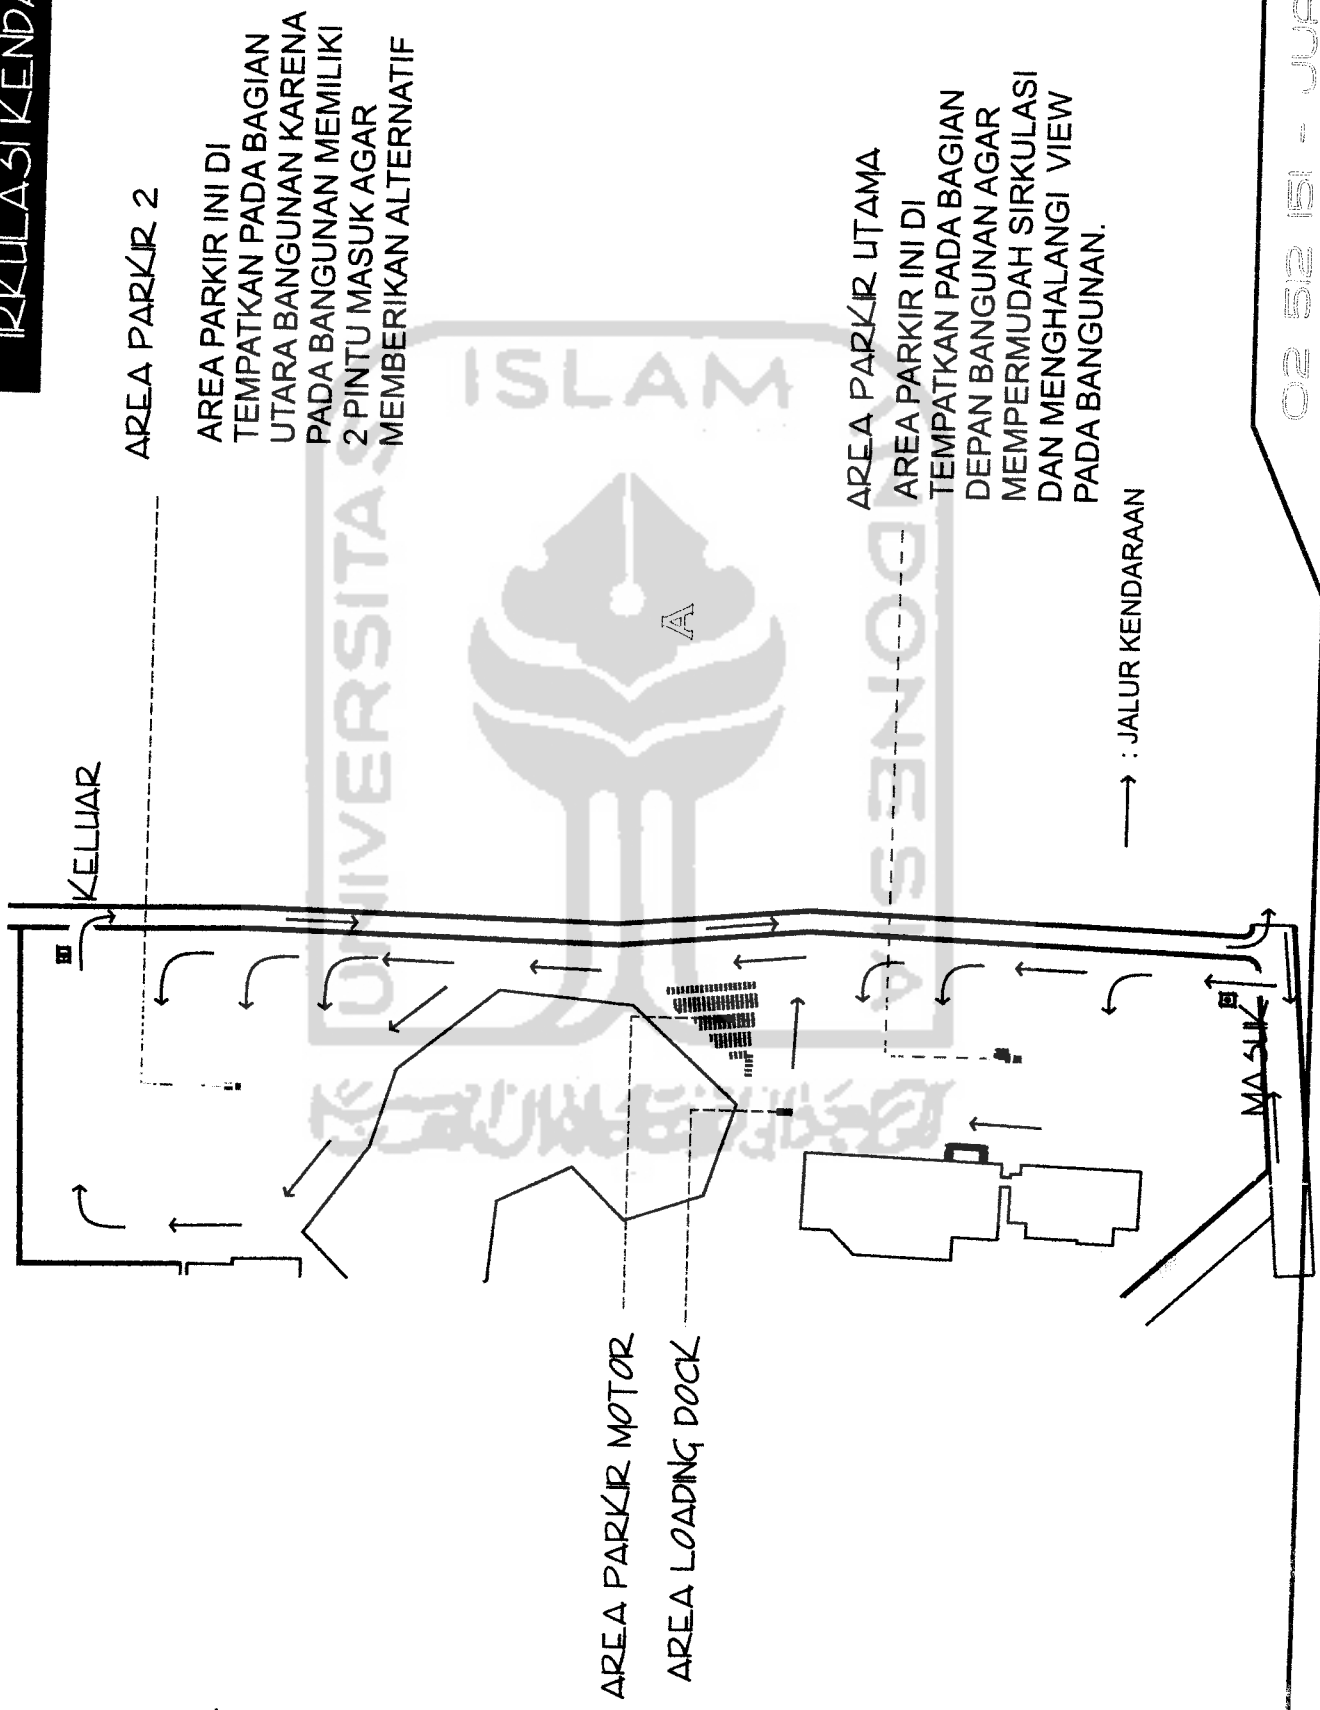 AREA PARKIR 2
AREA PARKIR INI DI
TEMPATKAN PADA BAGIAN
UTARA BANGUNAN KARENA
PADA BANGUNAN MEMILIKI
2 PINTU MASUK AGAR
MEMBERIKAN ALTERNATIF
KELUAR
AREA PARKIR UTAMA
AREA PARKIR INI DI
TEMPATKAN PADA BAGIAN
DEPAN BANGUNAN AGAR
MEMPERMUDAH SIRKULASI
DAN MENGHALANGI VIEW
PADA BANGUNAN.
→ : JALUR KENDARAAN
AREA PARKIR MOTOR
AREA LOADING DOCK
MASUK
UNIVERSITAS
ISLAM
INDONESIA
A
02 512 151 -